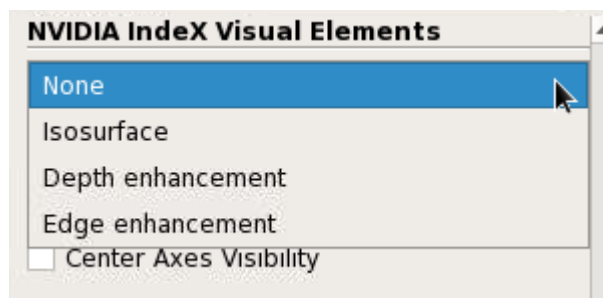 NVIDIA IndeX Visual Elements
None
Isosurface
Depth enhancement
Edge enhancement
Center Axes Visibility